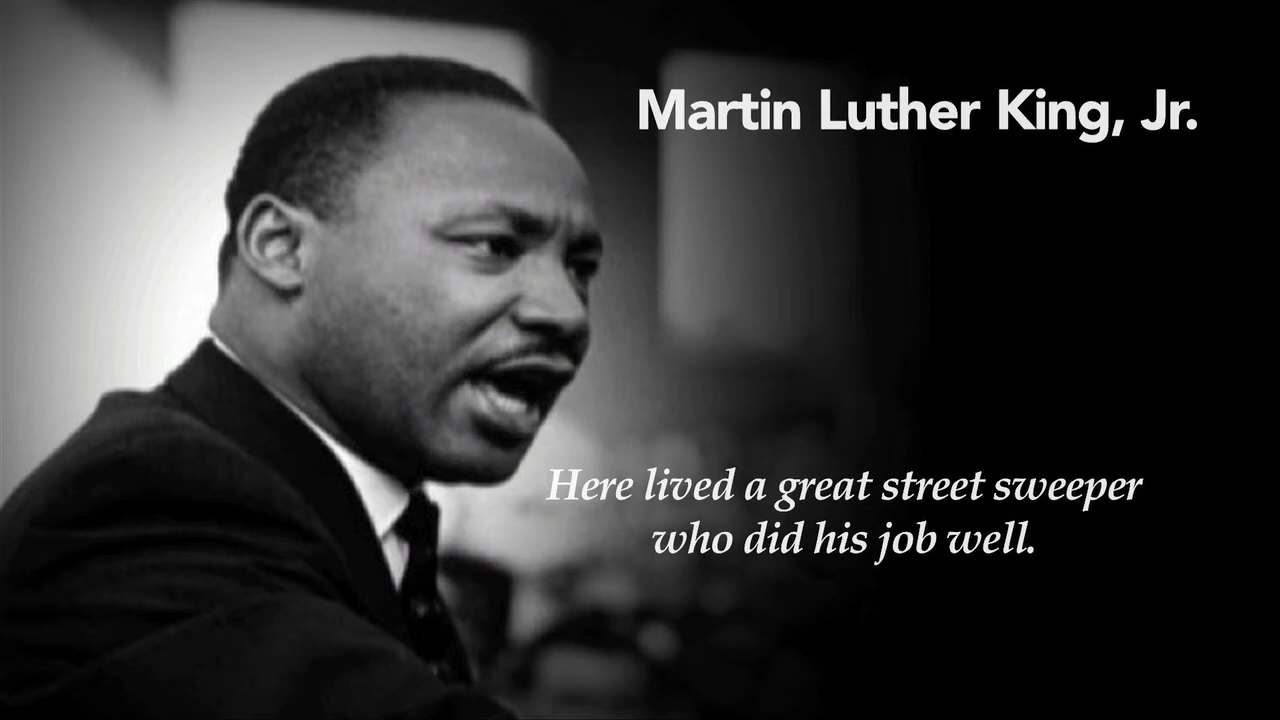 Martin Luther King, Jr.
Here lived a great street sweeper
who did his job well.